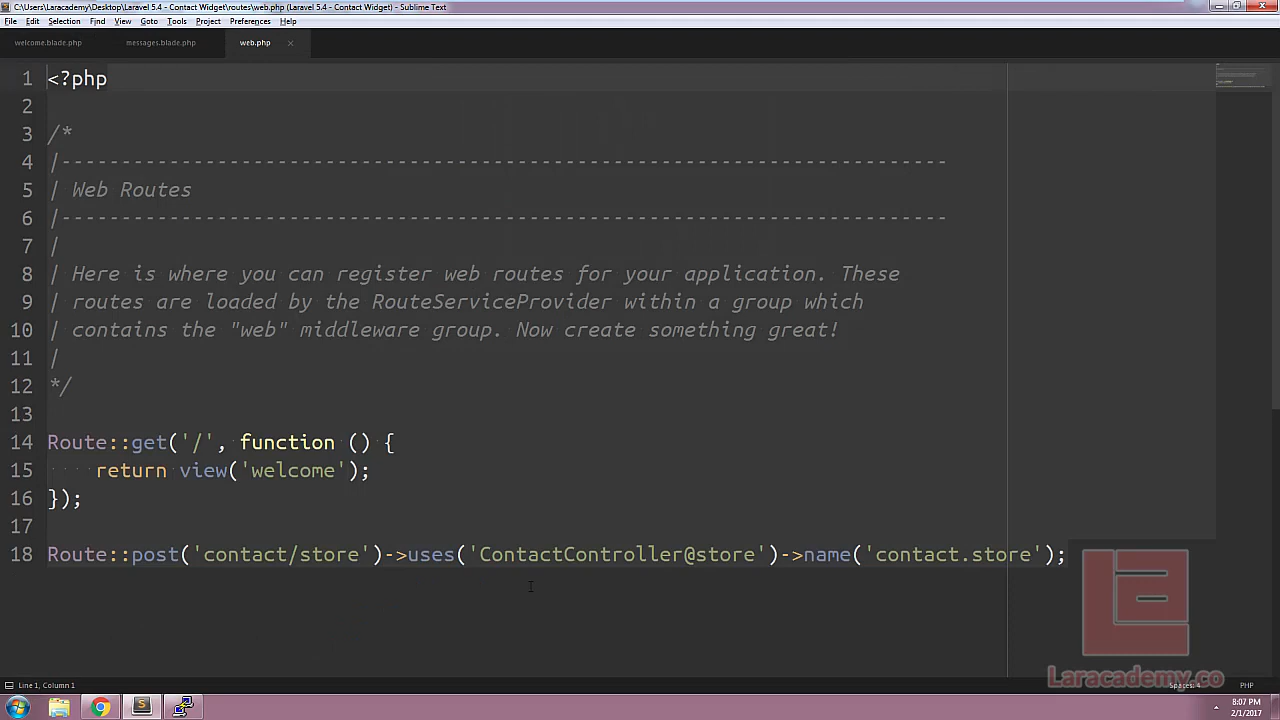 C:\Users\Laracademy\Desktop\Laravel 5.4 - Contact Widget\routes\web.php (Laravel 5.4 - Contact Widget) - Sublime Text
File Edit Selection Find View Goto Tools Project Preferences Help
welcome.blade.php messages.blade.php web.php
1 <?php
2
3 /*
4 |--------------------------------------------------------------------------
5 | Web Routes
6 |--------------------------------------------------------------------------
7 |
8 | Here is where you can register web routes for your application. These
9 | routes are loaded by the RouteServiceProvider within a group which
10 | contains the "web" middleware group. Now create something great!
11 |
12 */
13
14 Route::get('/', function () {
15     return view('welcome');
16 });
17
18 Route::post('contact/store')->uses('ContactController@store')->name('contact.store');
Laracademy.co
Line 1, Column 1 Spaces: 4 PHP
8:07 PM
2/1/2017